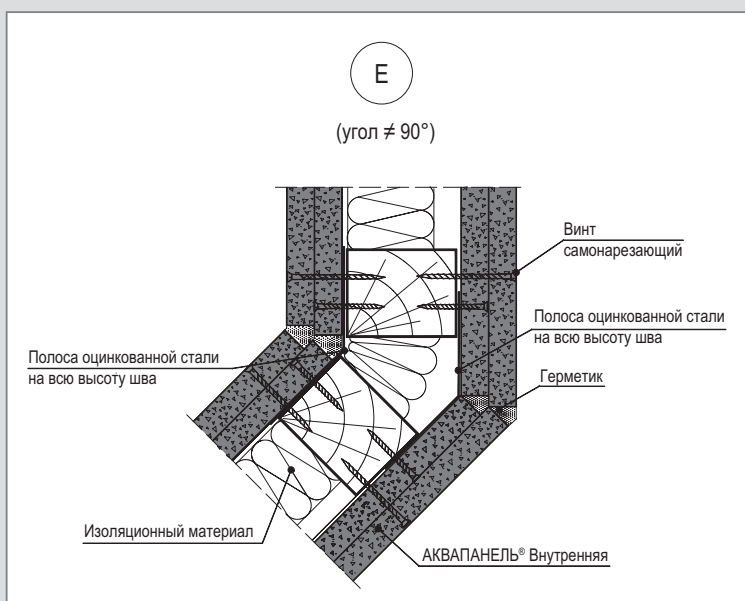 E
(угол ≠ 90°)
Винт
самонарезающий
Полоса оцинкованной стали
на всю высоту шва
Полоса оцинкованной стали
на всю высоту шва
Герметик
Изоляционный материал
АКВАПАНЕЛЬ® Внутренняя